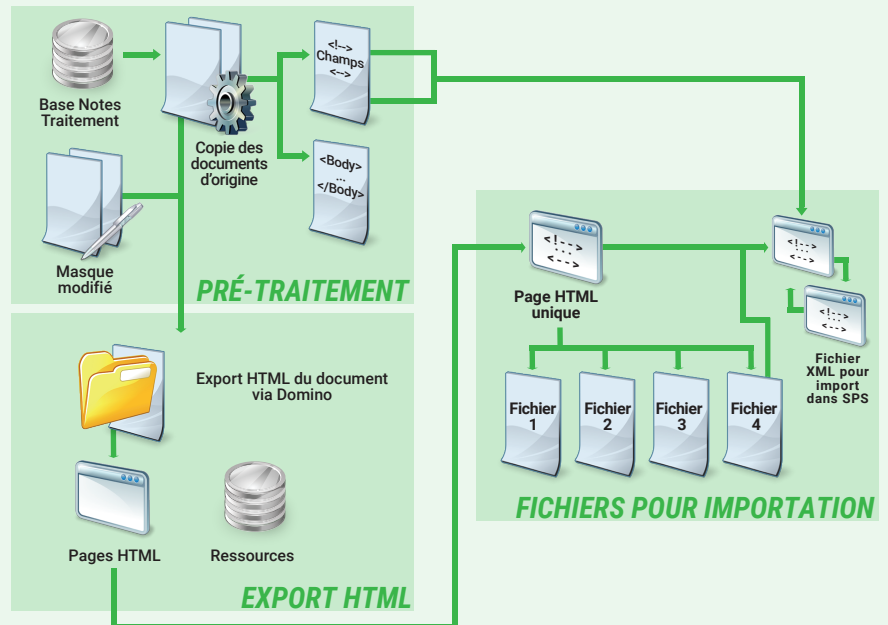 Base Notes
Traitement
Copie des
documents
d'origine
<!-->
Champs
<-->
<Body>
...
</Body>
Masque
modifié
PRÉ-TRAITEMENT
Export HTML du document
via Domino
Pages HTML
Ressources
EXPORT HTML
<!-->
...
<-->
Page HTML
unique
<!-->
...
<-->
<!-->
...
<-->
Fichier
XML pour
import
dans SPS
Fichier
1
Fichier
2
Fichier
3
Fichier
4
FICHIERS POUR IMPORTATION